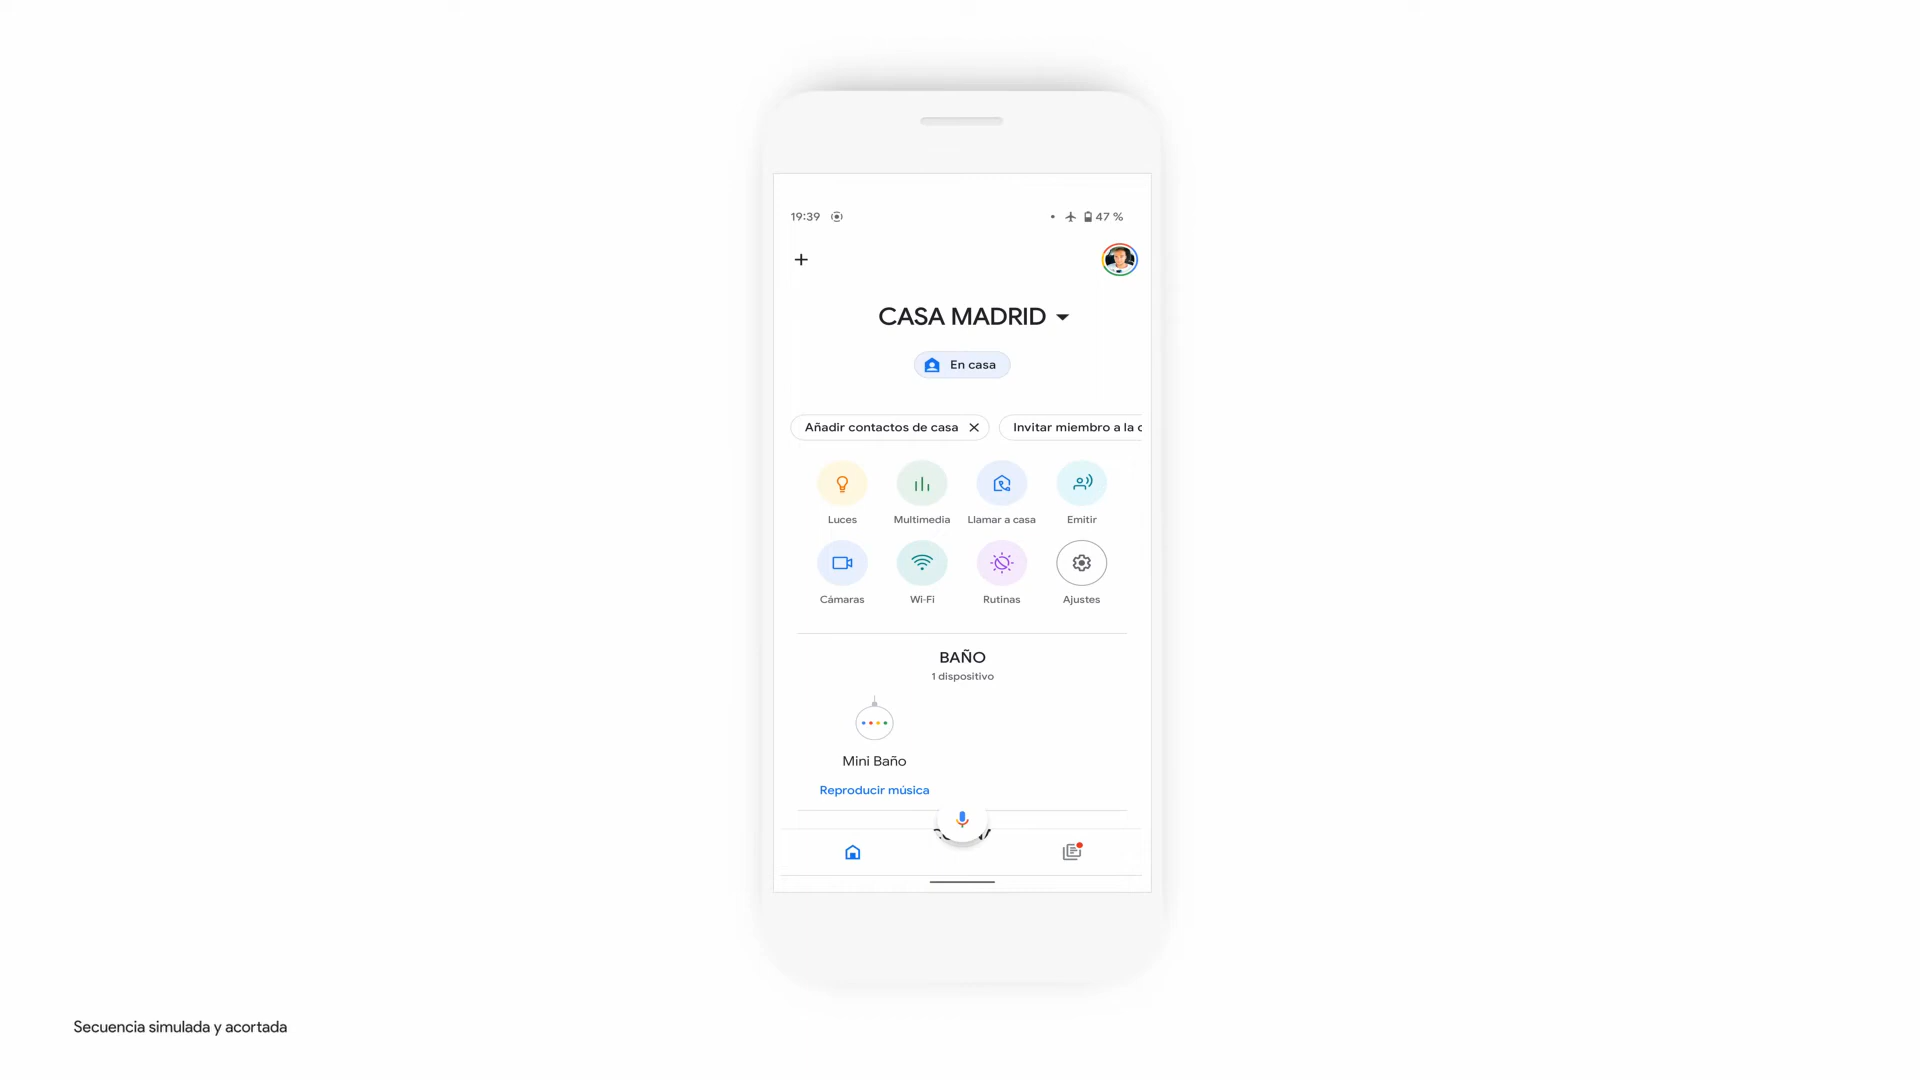 19:39
47 %
CASA MADRID
En casa
Añadir contactos de casa
Invitar miembro a la c
Luces
Multimedia
Llamar a casa
Emitir
Cámaras
Wi-Fi
Rutinas
Ajustes
BAÑO
1 dispositivo
Mini Baño
Reproducir música
Secuencia simulada y acortada